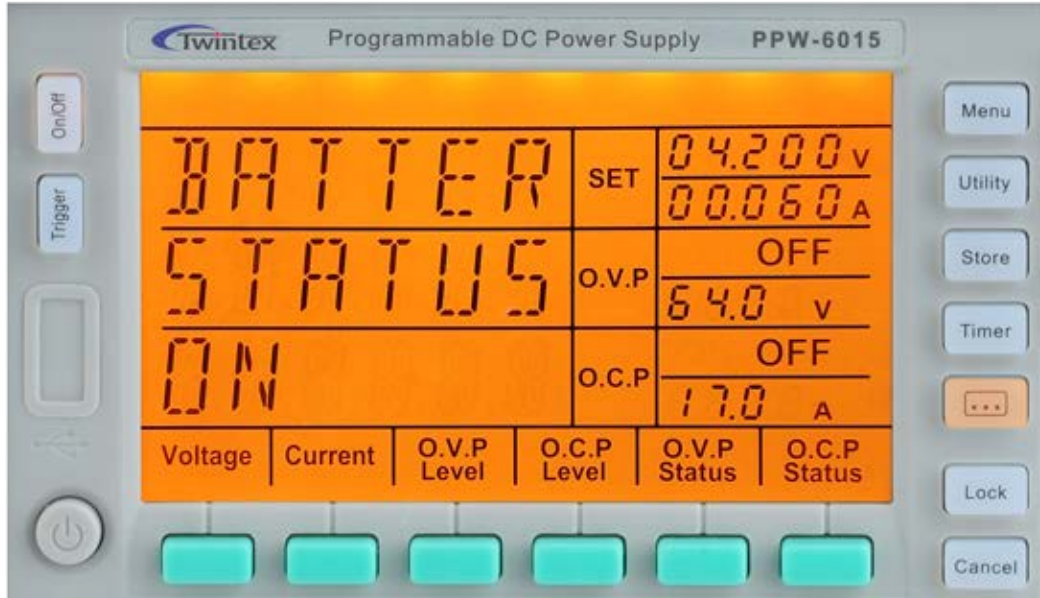 Twintex Programmable DC Power Supply PPW-6015
On/Off
Trigger
BATTER SET 04.200 V
00.060 A
STATUS O.V.P OFF
64.0 V
ON O.C.P OFF
17.0 A
Voltage Current O.V.P Level O.C.P Level O.V.P Status O.C.P Status
Menu
Utility
Store
Timer
...
Lock
Cancel